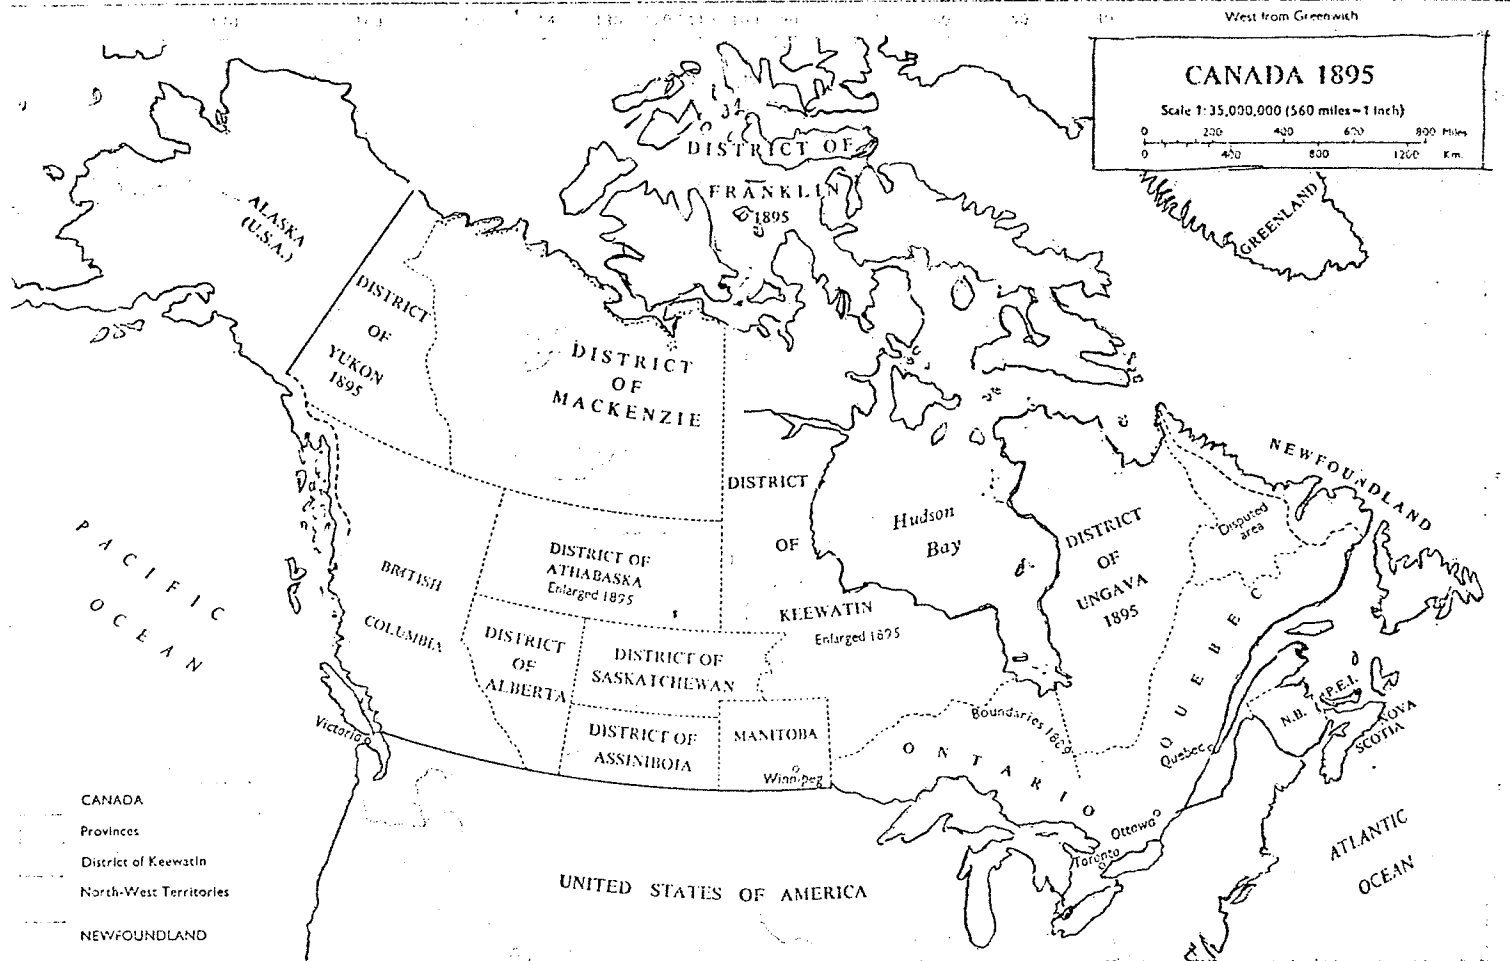 West from Greenwich
CANADA 1895
Scale 1:35,000,000 (560 miles=1 Inch)
0 200 400 600 800 Miles
0 400 800 1200 Km.
DISTRICT OF
FRANKLIN
1895
GREENLAND
ALASKA
(U.S.A.)
DISTRICT
OF
YUKON
1895
DISTRICT
OF
MACKENZIE
NEWFOUNDLAND
DISTRICT
OF
KEEWATIN
Enlarged 1895
Hudson
Bay
DISTRICT
OF
UNGAVA
1895
Disputed
area
PACIFIC
OCEAN
BRITISH
COLUMBIA
DISTRICT OF
ATHABASKA
Enlarged 1895
DISTRICT
OF
ALBERTA
DISTRICT OF
SASKATCHEWAN
DISTRICT OF
ASSINIBOIA
MANITOBA
Winnipeg
Victoria
Boundaries 1889
ONTARIO
QUEBEC
Quebec
N.B.
P.E.I.
NOVA
SCOTIA
Ottawa
Toronto
ATLANTIC
OCEAN
UNITED STATES OF AMERICA
CANADA
Provinces
District of Keewatin
North-West Territories
NEWFOUNDLAND